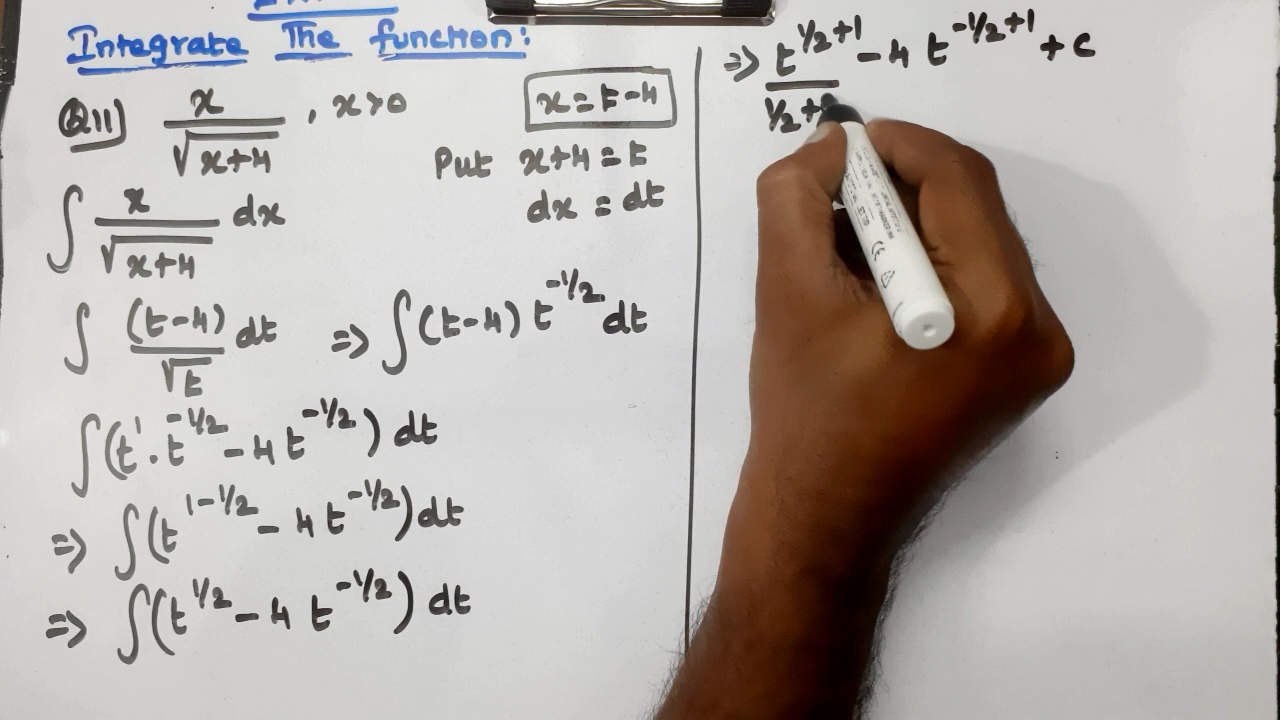 Integrate The function:
Q11) x/√(x+4) , x>0
x = t-4
Put x+4 = t
dx = dt
∫ x/√(x+4) dx
∫ (t-4)/√t dt => ∫(t-4) t^(-1/2) dt
∫(t^1 . t^(-1/2) - 4 t^(-1/2)) dt
=> ∫(t^(1-1/2) - 4 t^(-1/2)) dt
=> ∫(t^(1/2) - 4 t^(-1/2)) dt
=> t^(1/2+1) - 4 t^(-1/2+1) + c
1/2+